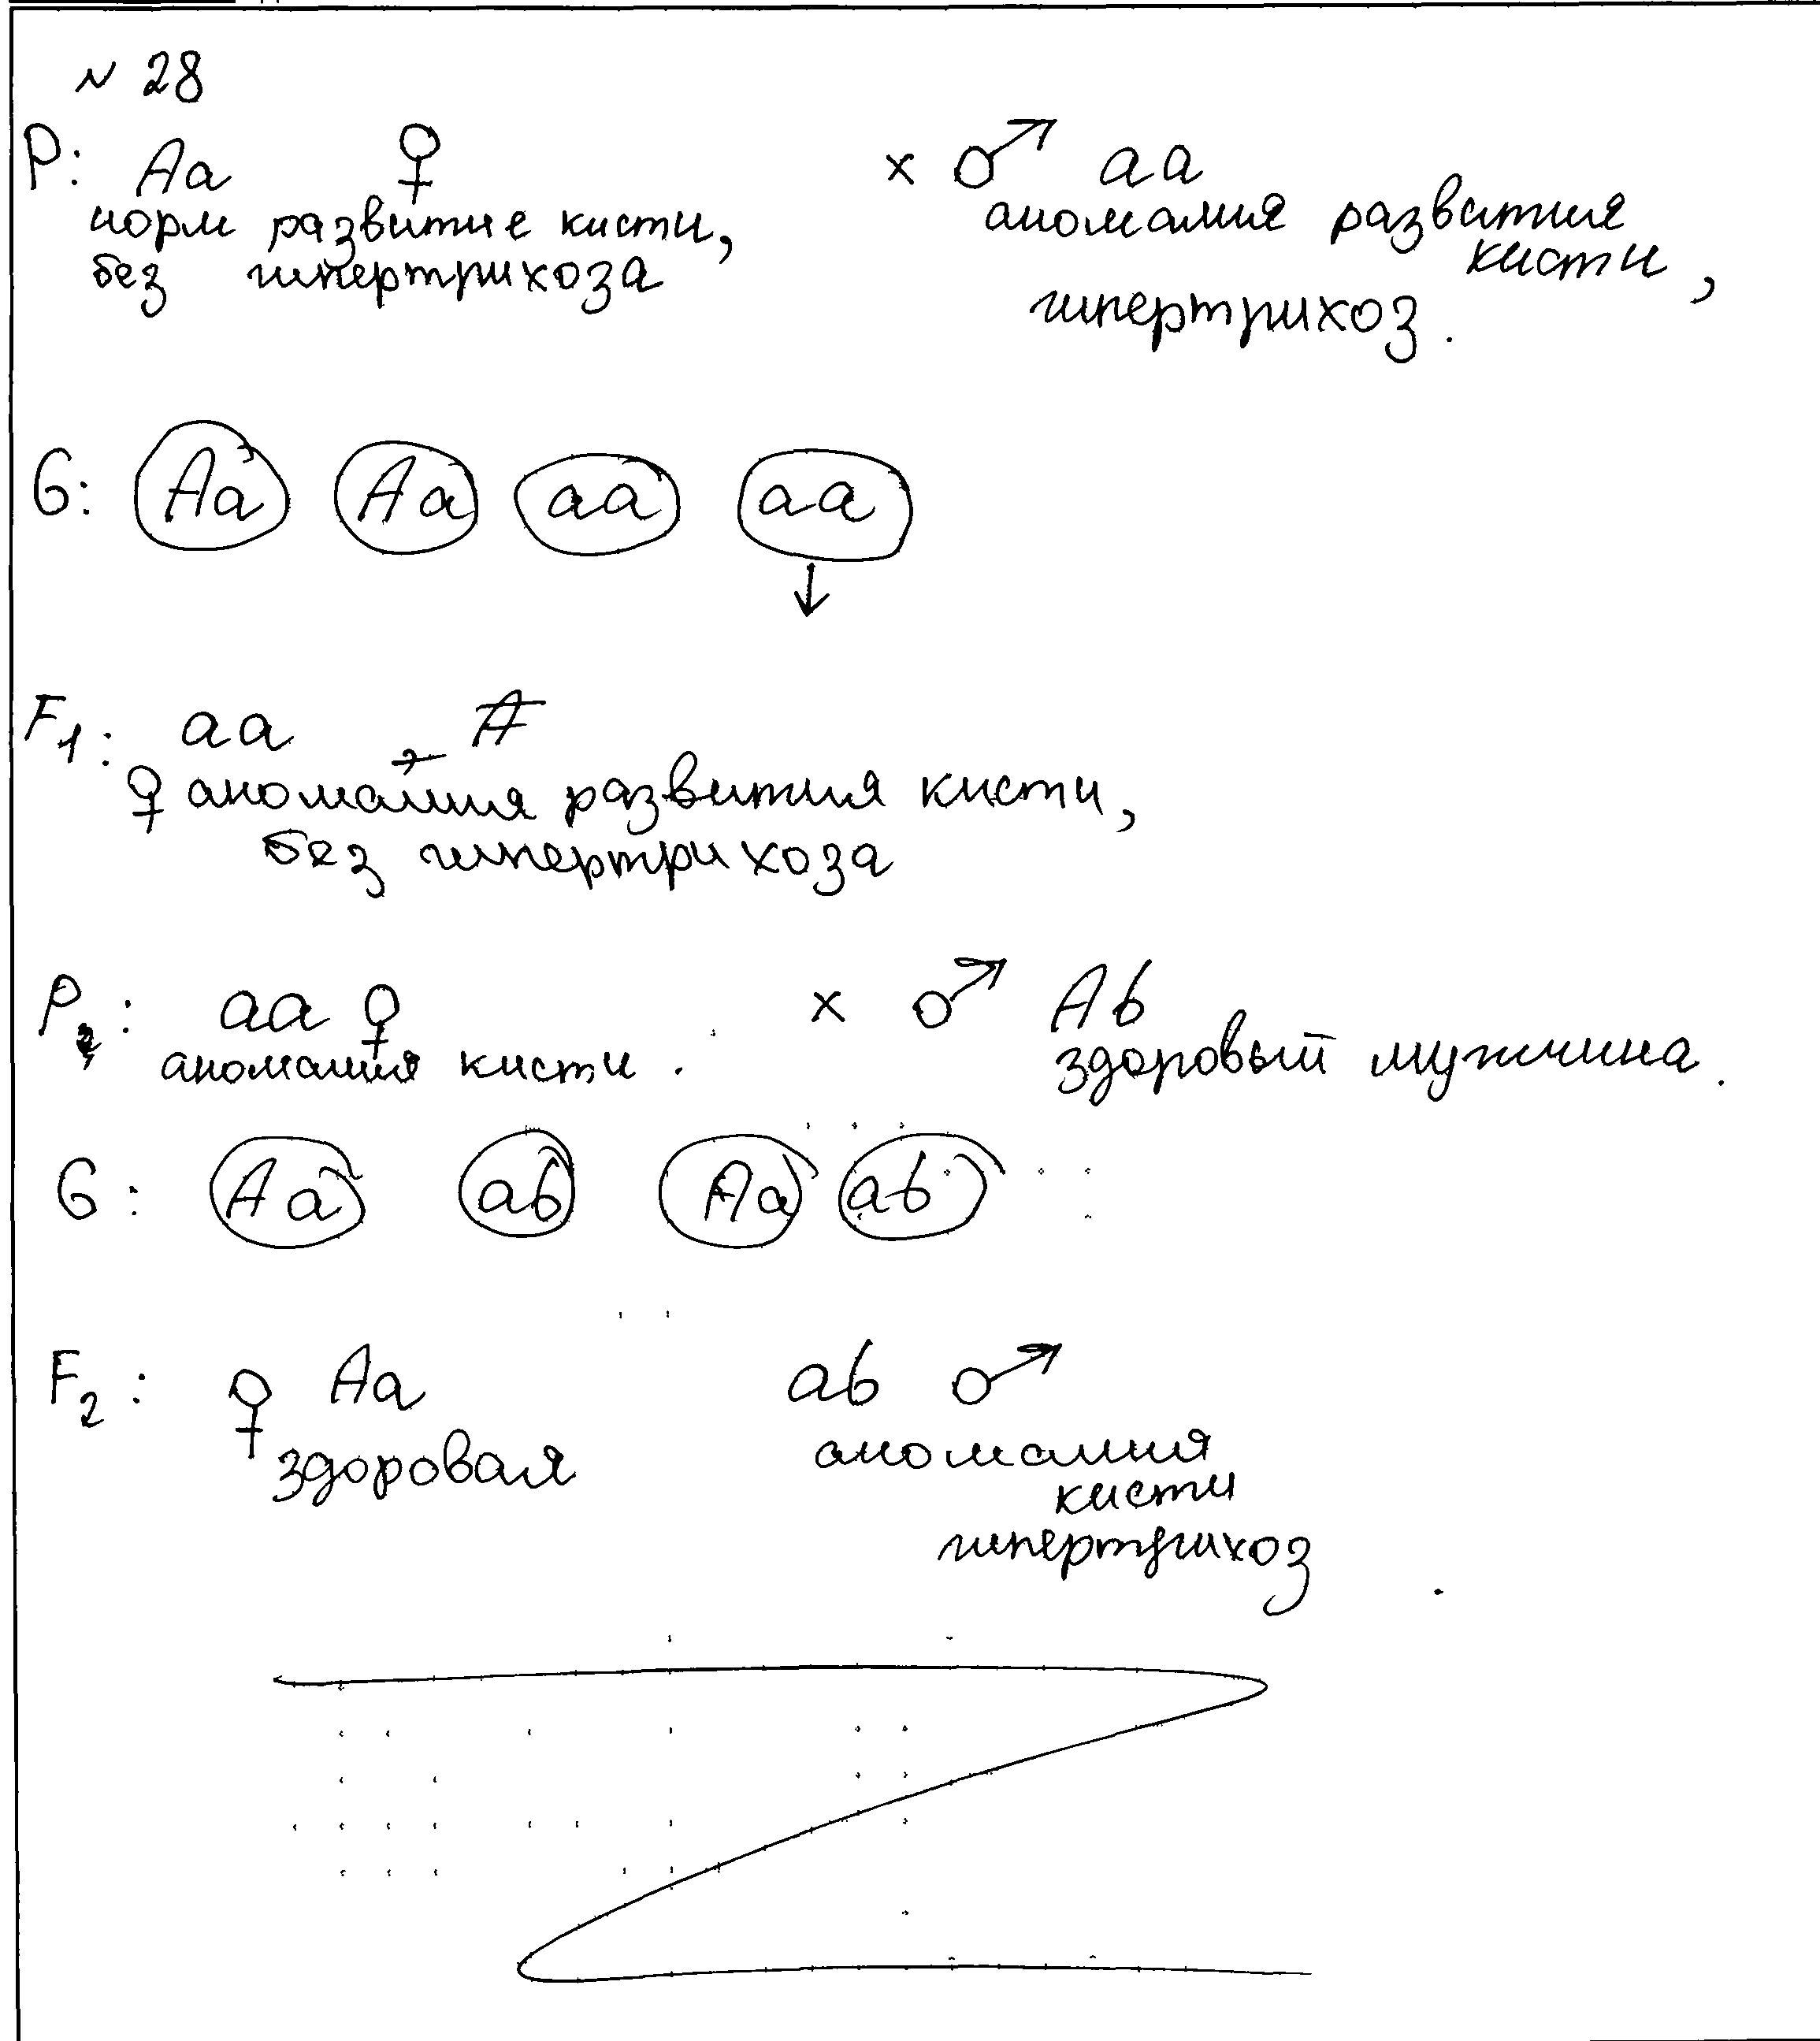 № 28
P: Aa ♀ x ♂ aa
норм развитие кисти, аномалия развития
без гипертрихоза кисти,
гипертрихоз.
G: Aa Aa aa aa
↓
F1: aa
♀ аномалия развития кисти,
без гипертрихоза
P2: aa ♀ x ♂ Ab
аномалия кисти. здоровый мужчина.
G: Aa ab Aa ab
F2: ♀ Aa ab ♂
здоровая аномалия
кисти
гипертрихоз